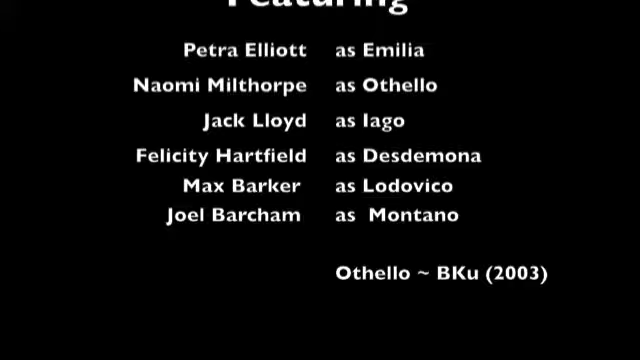 Featuring
Petra Elliott as Emilia
Naomi Milthorpe as Othello
Jack Lloyd as Iago
Felicity Hartfield as Desdemona
Max Barker as Lodovico
Joel Barcham as Montano
Othello ~ BKu (2003)